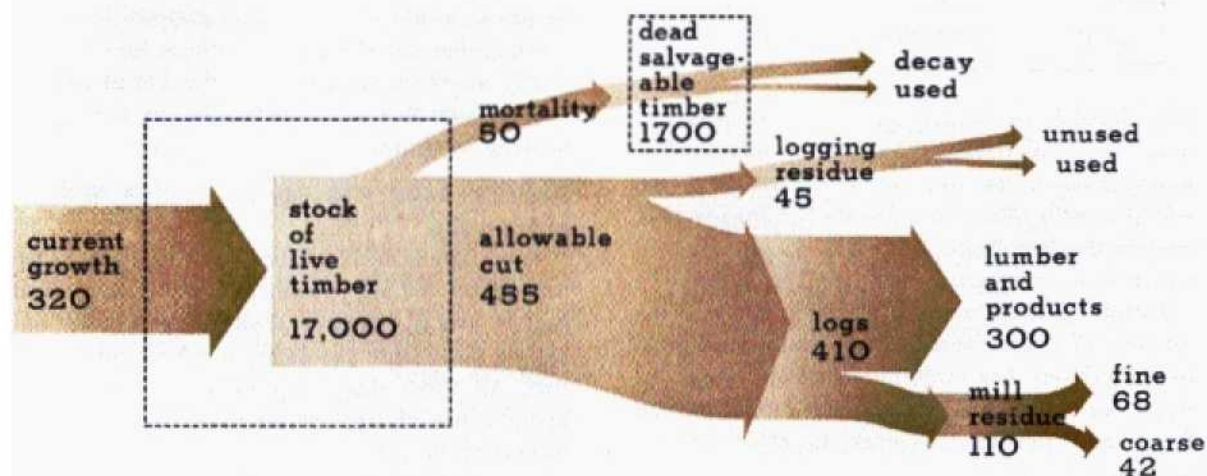 current
growth
320
stock
of
live
timber
17,000
mortality
50
dead
salvage-
able
timber
1700
decay
used
allowable
cut
455
logging
residue
45
unused
used
logs
410
lumber
and
products
300
mill
residue
110
fine
68
coarse
42